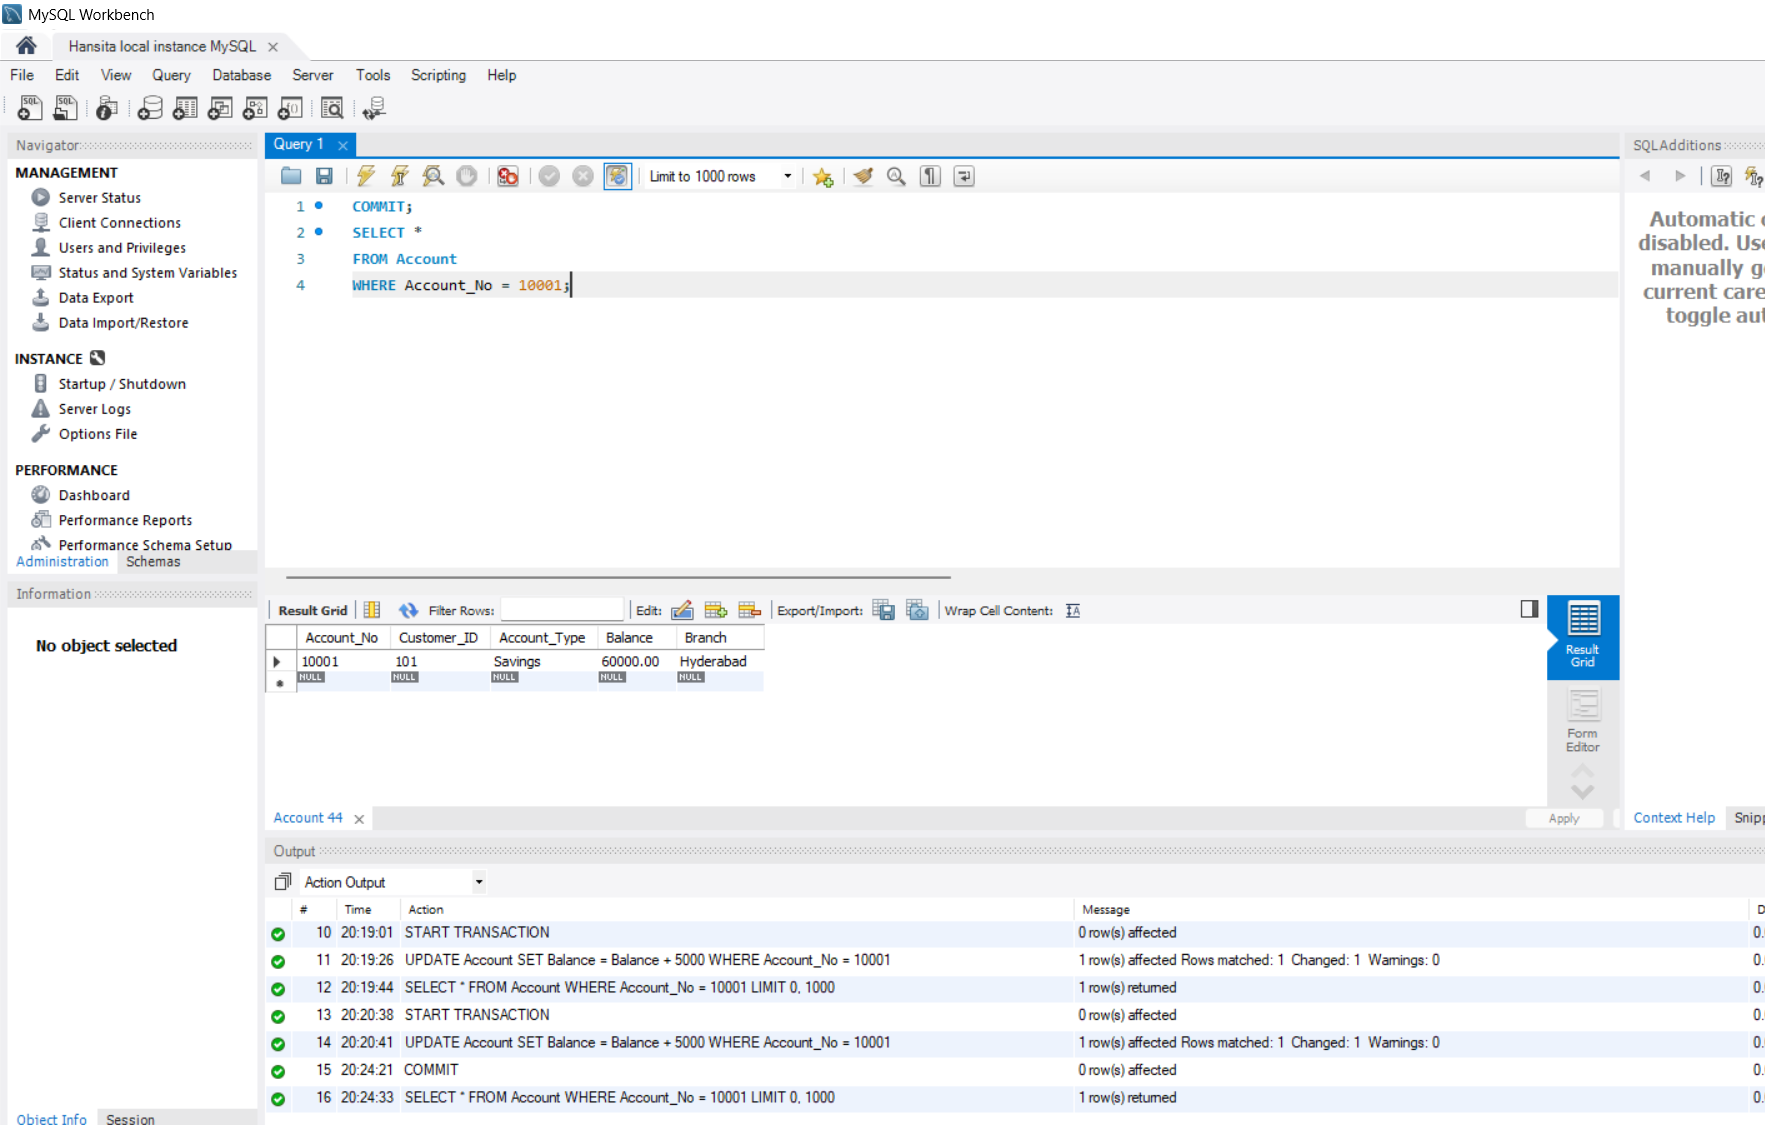 MySQL Workbench
Hansita local instance MySQL
File Edit View Query Database Server Tools Scripting Help
Navigator
MANAGEMENT
Server Status
Client Connections
Users and Privileges
Status and System Variables
Data Export
Data Import/Restore
INSTANCE
Startup / Shutdown
Server Logs
Options File
PERFORMANCE
Dashboard
Performance Reports
Performance Schema Setup
Administration Schemas
Information
No object selected
Object Info Session
Query 1
Limit to 1000 rows
1 COMMIT;
2 SELECT *
3 FROM Account
4 WHERE Account_No = 10001;
Result Grid Filter Rows: Edit: Export/Import: Wrap Cell Content:
Account_No Customer_ID Account_Type Balance Branch
10001 101 Savings 60000.00 Hyderabad
NULL NULL NULL NULL NULL
Result
Grid
Form
Editor
Account 44
Apply
SQLAdditions
Automatic
disabled. Use
manually
current
toggle
Context Help
Output
Action Output
# Time Action Message
10 20:19:01 START TRANSACTION 0 row(s) affected
11 20:19:26 UPDATE Account SET Balance = Balance + 5000 WHERE Account_No = 10001 1 row(s) affected Rows matched: 1 Changed: 1 Warnings: 0
12 20:19:44 SELECT * FROM Account WHERE Account_No = 10001 LIMIT 0, 1000 1 row(s) returned
13 20:20:38 START TRANSACTION 0 row(s) affected
14 20:20:41 UPDATE Account SET Balance = Balance + 5000 WHERE Account_No = 10001 1 row(s) affected Rows matched: 1 Changed: 1 Warnings: 0
15 20:24:21 COMMIT 0 row(s) affected
16 20:24:33 SELECT * FROM Account WHERE Account_No = 10001 LIMIT 0, 1000 1 row(s) returned